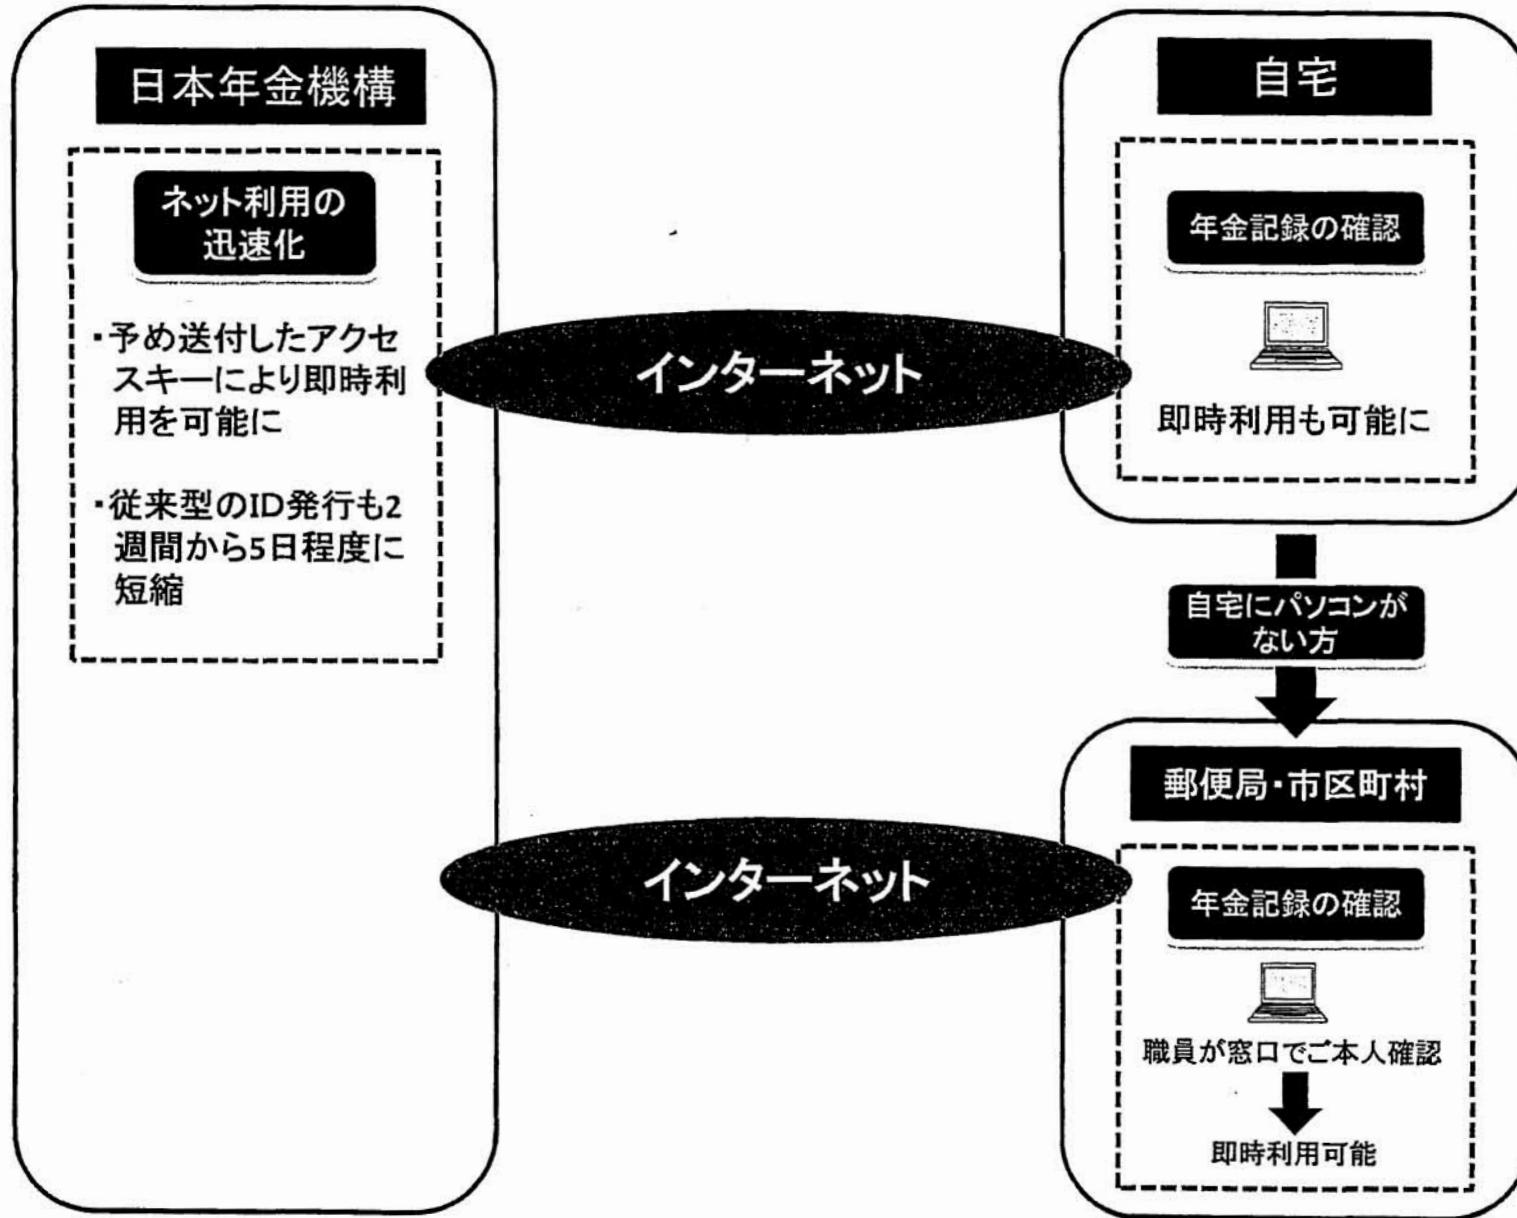 日本年金機構
ネット利用の
迅速化
・予め送付したアクセ
スキーにより即時利
用を可能に
・従来型のID発行も2
週間から5日程度に
短縮
インターネット
インターネット
自宅
年金記録の確認
即時利用も可能に
自宅にパソコンが
ない方
郵便局・市区町村
年金記録の確認
職員が窓口でご本人確認
即時利用可能